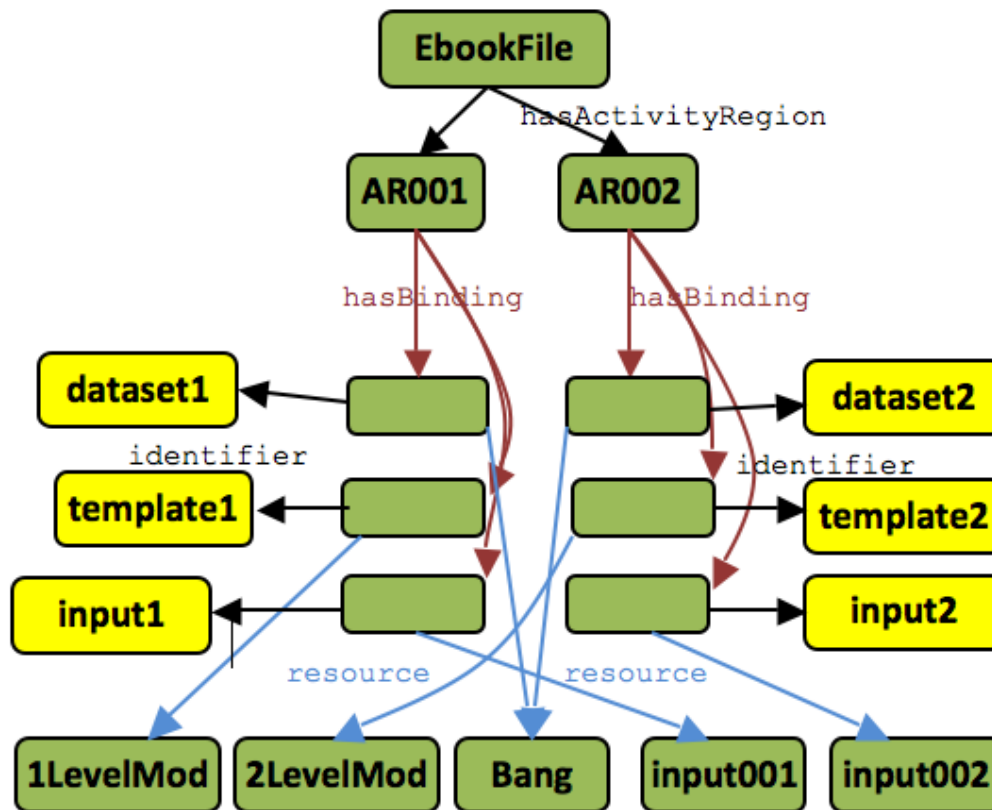 EbookFile
hasActivityRegion
AR001
AR002
hasBinding
hasBinding
dataset1
dataset2
identifier
identifier
template1
template2
input1
input2
resource
resource
1LevelMod
2LevelMod
Bang
input001
input002